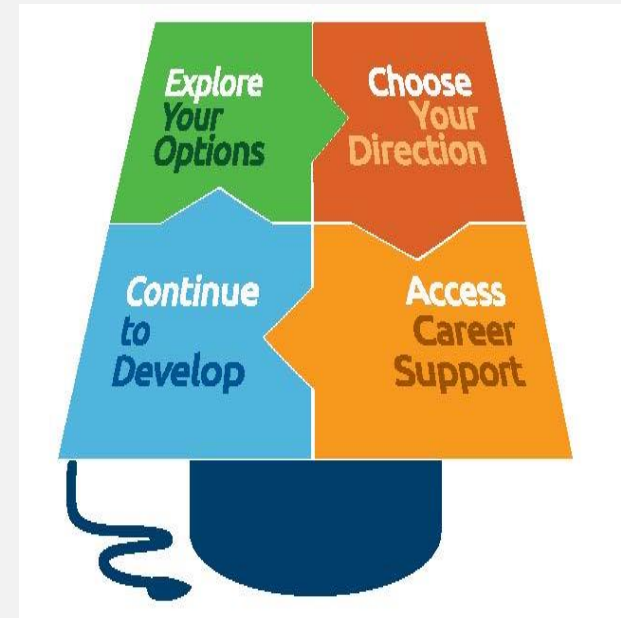 Explore
Your
Options
Choose
Your
Direction
Continue
to
Develop
Access
Career
Support